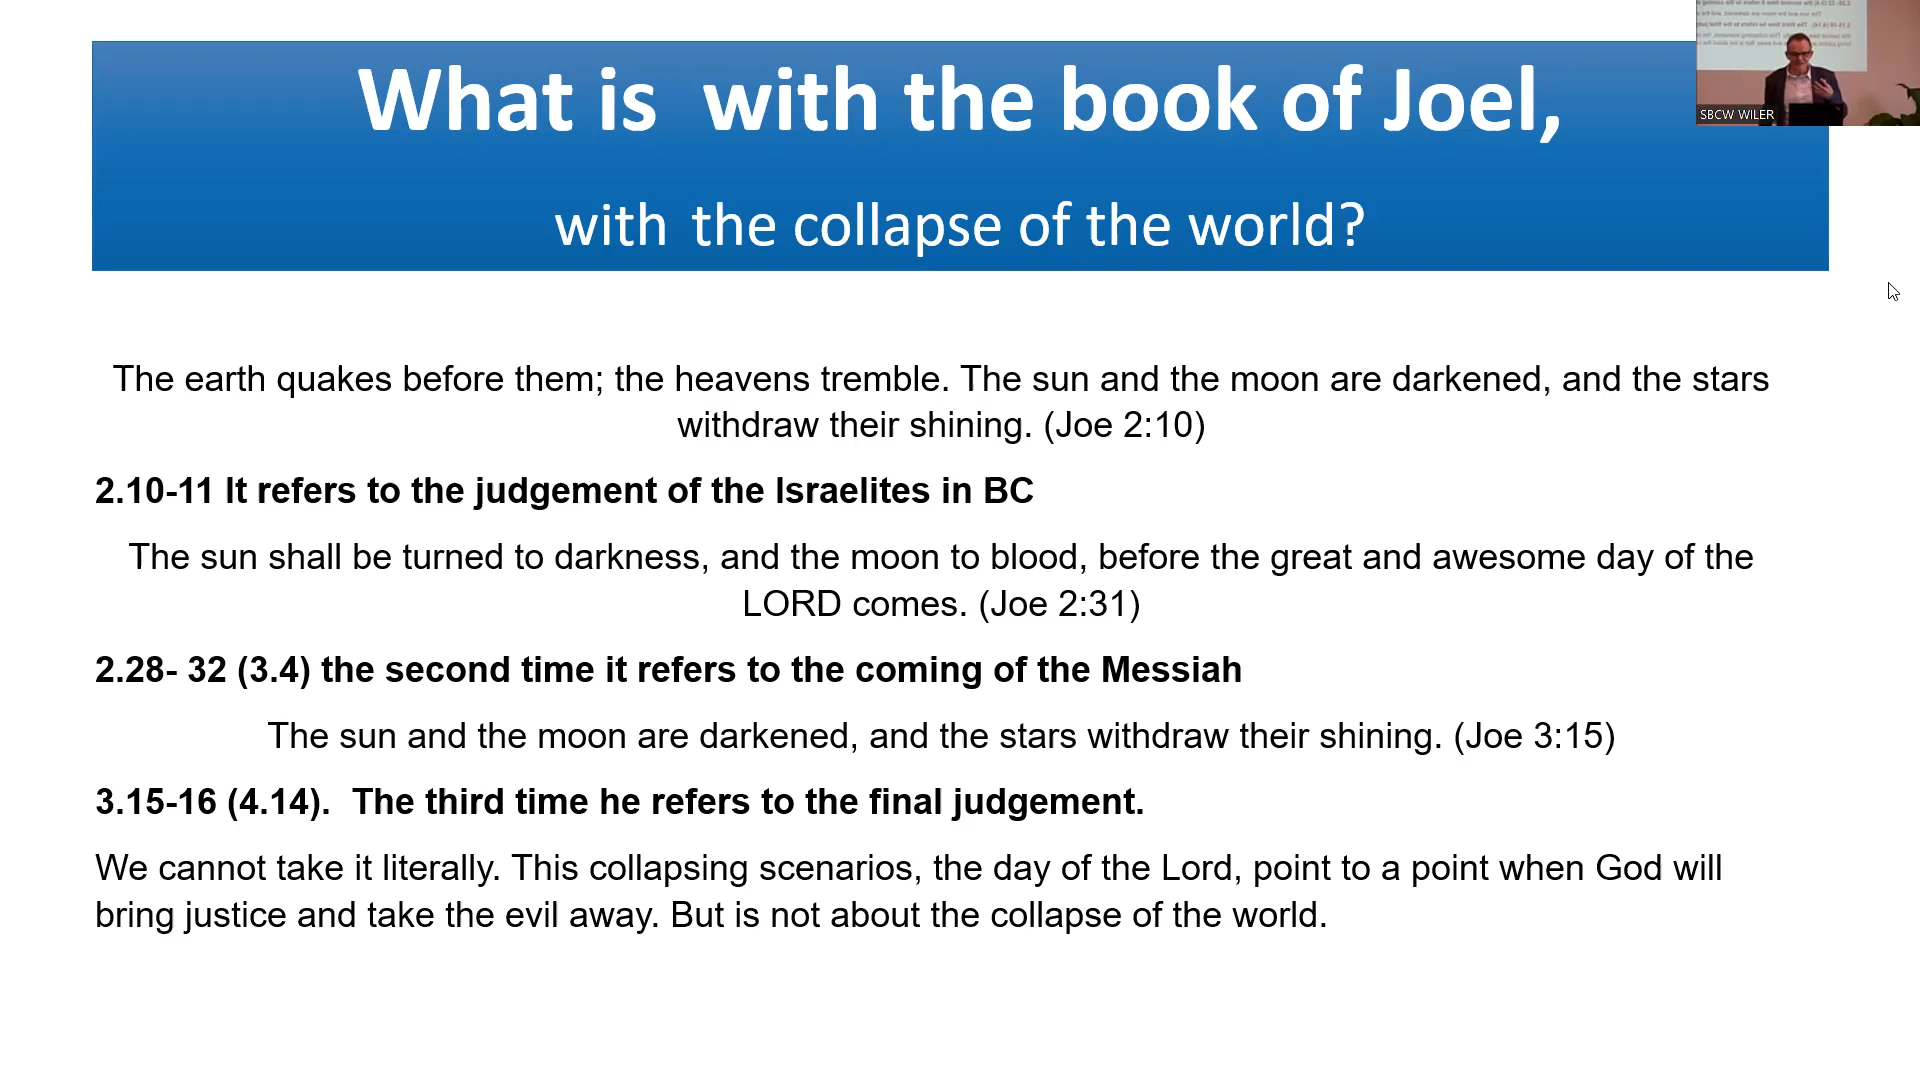 What is  with the book of Joel,
with the collapse of the world?
SBCW WILER
The earth quakes before them; the heavens tremble. The sun and the moon are darkened, and the stars
withdraw their shining. (Joe 2:10)
2.10-11 It refers to the judgement of the Israelites in BC
The sun shall be turned to darkness, and the moon to blood, before the great and awesome day of the
LORD comes. (Joe 2:31)
2.28- 32 (3.4) the second time it refers to the coming of the Messiah
The sun and the moon are darkened, and the stars withdraw their shining. (Joe 3:15)
3.15-16 (4.14).  The third time he refers to the final judgement.
We cannot take it literally. This collapsing scenarios, the day of the Lord, point to a point when God will
bring justice and take the evil away. But is not about the collapse of the world.